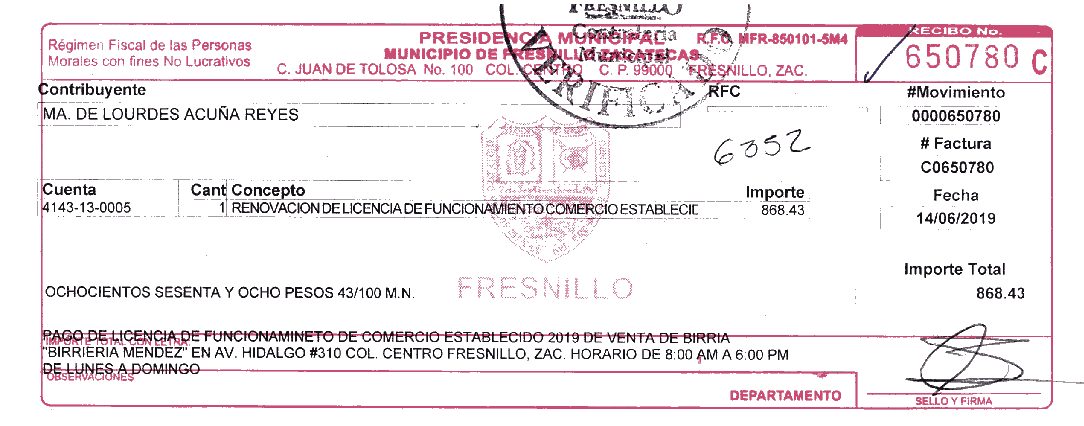 FRESNILLO
Contraloría
Municipal
VERIFICADO
Régimen Fiscal de las Personas
Morales con fines No Lucrativos
PRESIDENCIA MUNICIPAL R.F.C. MFR-850101-5M4
MUNICIPIO DE FRESNILLO ZACATECAS
C. JUAN DE TOLOSA No. 100 COL. CENTRO C. P. 99000 FRESNILLO, ZAC.
RECIBO No.
650780 C
Contribuyente
RFC
#Movimiento
MA. DE LOURDES ACUÑA REYES
0000650780
6352
# Factura
C0650780
Cuenta Cant Concepto Importe
Fecha
4143-13-0005 1 RENOVACION DE LICENCIA DE FUNCIONAMIENTO COMERCIO ESTABLECID 868.43
14/06/2019
Importe Total
868.43
FRESNILLO
OCHOCIENTOS SESENTA Y OCHO PESOS 43/100 M.N.
PAGO DE LICENCIA DE FUNCIONAMINETO DE COMERCIO ESTABLECIDO 2019 DE VENTA DE BIRRIA
IMPORTE TOTAL CON LETRA:
"BIRRIERIA MENDEZ" EN AV. HIDALGO #310 COL. CENTRO FRESNILLO, ZAC. HORARIO DE 8:00 AM A 6:00 PM
DE LUNES A DOMINGO
OBSERVACIONES
DEPARTAMENTO
SELLO Y FIRMA